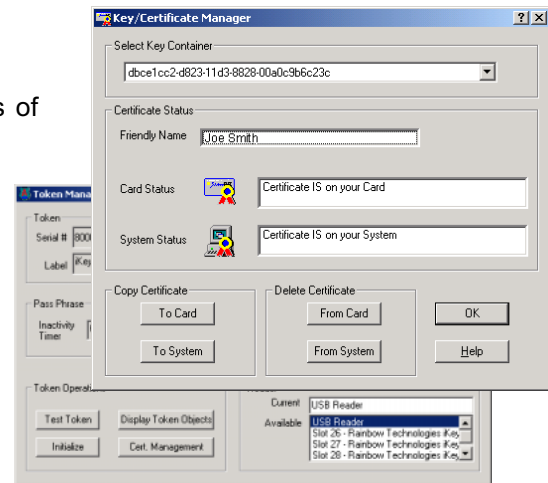 Key/Certificate Manager
Select Key Container
dbce1cc2-d823-11d3-8828-00a0c9b6c23c
s of
Certificate Status
Friendly Name Joe Smith
Card Status Certificate IS on your Card
System Status Certificate IS on your System
Copy Certificate Delete Certificate
To Card From Card OK
To System From System Help
Token Mana
Token
Serial # 800
Label iKey
Pass Phrase
Inactivity
Timer
Token Operations
Current USB Reader
Test Token Display Token Objects Available USB Reader
Slot 26 - Rainbow Technologies iKey
Initialize Cert. Management Slot 27 - Rainbow Technologies iKey
Slot 28 - Rainbow Technologies iKey